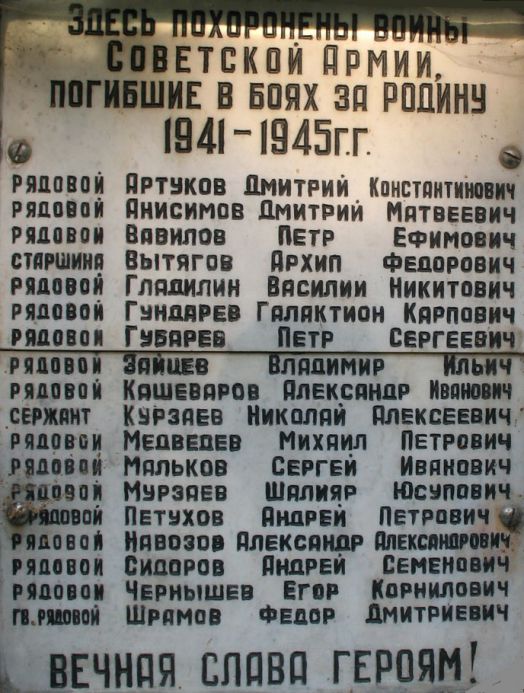 Здесь похоронены воины
Советской Армии,
погибшие в боях за Родину
1941-1945г.г.
рядовой Артуков Дмитрий Константинович
рядовой Анисимов Дмитрий Матвеевич
рядовой Вавилов Петр Ефимович
старшина Вытягов Архип Федорович
рядовой Гладилин Василий Никитович
рядовой Гундарев Галактион Карпович
рядовой Губарев Петр Сергеевич
рядовой Зайцев Владимир Ильич
рядовой Кашеваров Александр Иванович
сержант Курзаев Николай Алексеевич
рядовой Медведев Михаил Петрович
рядовой Мальков Сергей Иванович
рядовой Мурзаев Шалияр Юсупович
рядовой Петухов Андрей Петрович
рядовой Навозов Александр Александрович
рядовой Сидоров Андрей Семенович
рядовой Чернышев Егор Корнилович
гв. рядовой Шрамов Федор Дмитриевич
Вечная слава героям!